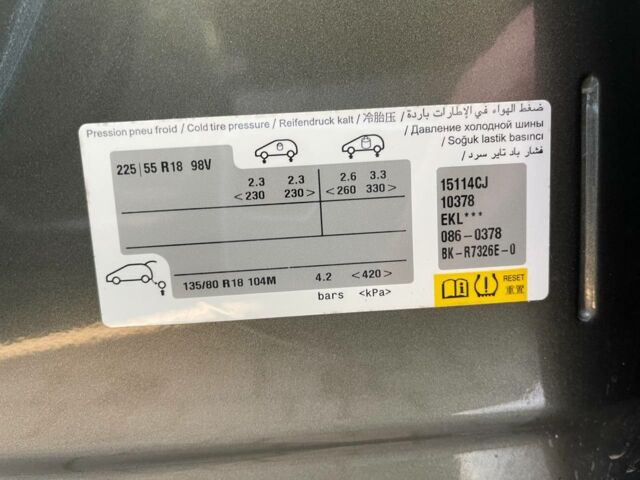 Pression pneu froid / Cold tire pressure / Reifendruck kalt / 冷胎压 / ضغط الهواء في الإطارات باردة
/ Давление холодной шины
/ Soğuk lastik basıncı
/ فشار باد تایر سرد
225|55 R18 98V
2.3 2.3 2.6 3.3
<230 230> <260 330>
135/80 R18 104M 4.2 <420>
bars <kPa>
15114CJ
10378
EKL***
086-0378
BK-R7326E-0
RESET
重置